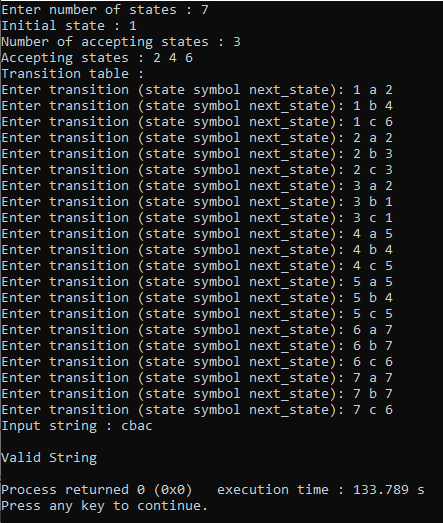 Enter number of states : 7
Initial state : 1
Number of accepting states : 3
Accepting states : 2 4 6
Transition table :
Enter transition (state symbol next_state): 1 a 2
Enter transition (state symbol next_state): 1 b 4
Enter transition (state symbol next_state): 1 c 6
Enter transition (state symbol next_state): 2 a 2
Enter transition (state symbol next_state): 2 b 3
Enter transition (state symbol next_state): 2 c 3
Enter transition (state symbol next_state): 3 a 2
Enter transition (state symbol next_state): 3 b 1
Enter transition (state symbol next_state): 3 c 1
Enter transition (state symbol next_state): 4 a 5
Enter transition (state symbol next_state): 4 b 4
Enter transition (state symbol next_state): 4 c 5
Enter transition (state symbol next_state): 5 a 5
Enter transition (state symbol next_state): 5 b 4
Enter transition (state symbol next_state): 5 c 5
Enter transition (state symbol next_state): 6 a 7
Enter transition (state symbol next_state): 6 b 7
Enter transition (state symbol next_state): 6 c 6
Enter transition (state symbol next_state): 7 a 7
Enter transition (state symbol next_state): 7 b 7
Enter transition (state symbol next_state): 7 c 6
Input string : cbac
Valid String
Process returned 0 (0x0)   execution time : 133.789 s
Press any key to continue.